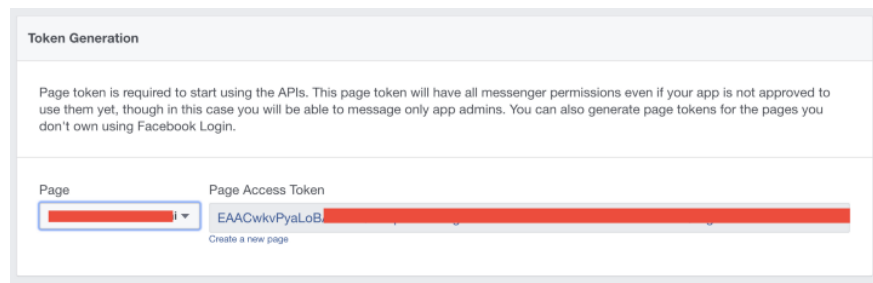 Token Generation
Page token is required to start using the APIs. This page token will have all messenger permissions even if your app is not approved to
use them yet, though in this case you will be able to message only app admins. You can also generate page tokens for the pages you
don't own using Facebook Login.
Page
Page Access Token
i
EAACwkvPyaLoB
Create a new page